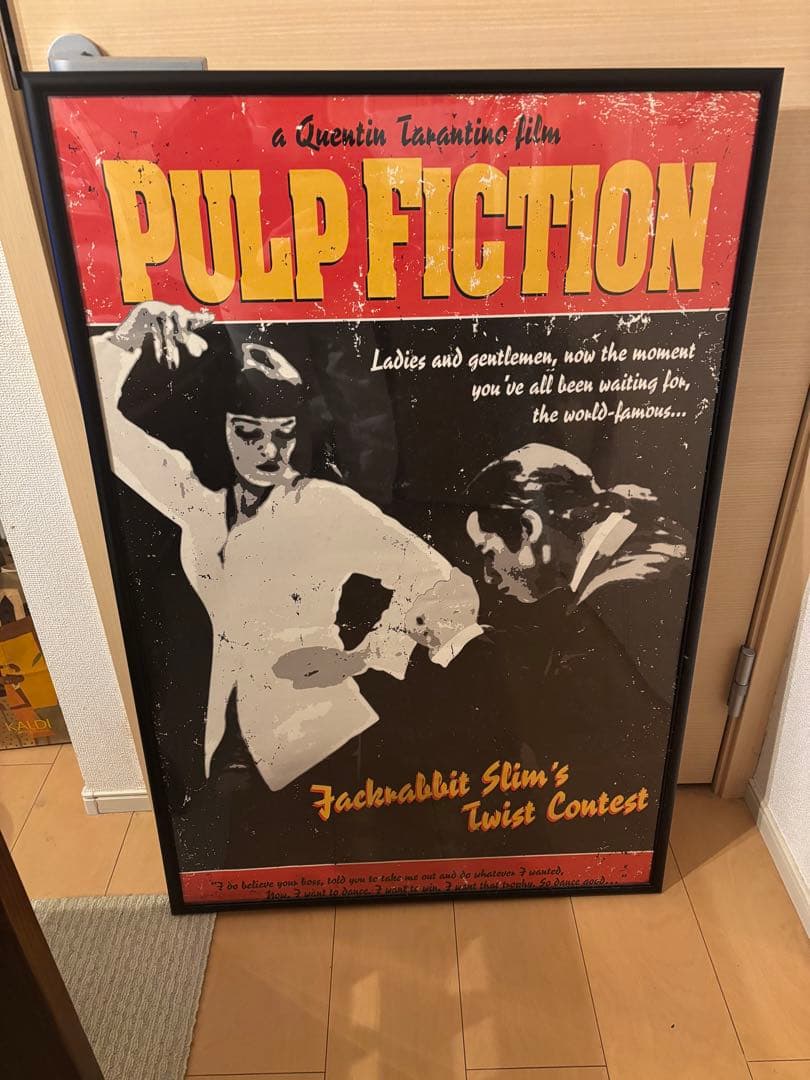 a Quentin Tarantino film
PULP FICTION
Ladies and gentlemen, now the moment
you've all been waiting for,
the world-famous...
Jackrabbit Slim's
Twist Contest
"I do believe your boss, told you to take me out and do whatever I wanted,
Now, I want to dance, I want to win. I want that trophy, So dance good..."
KALDI